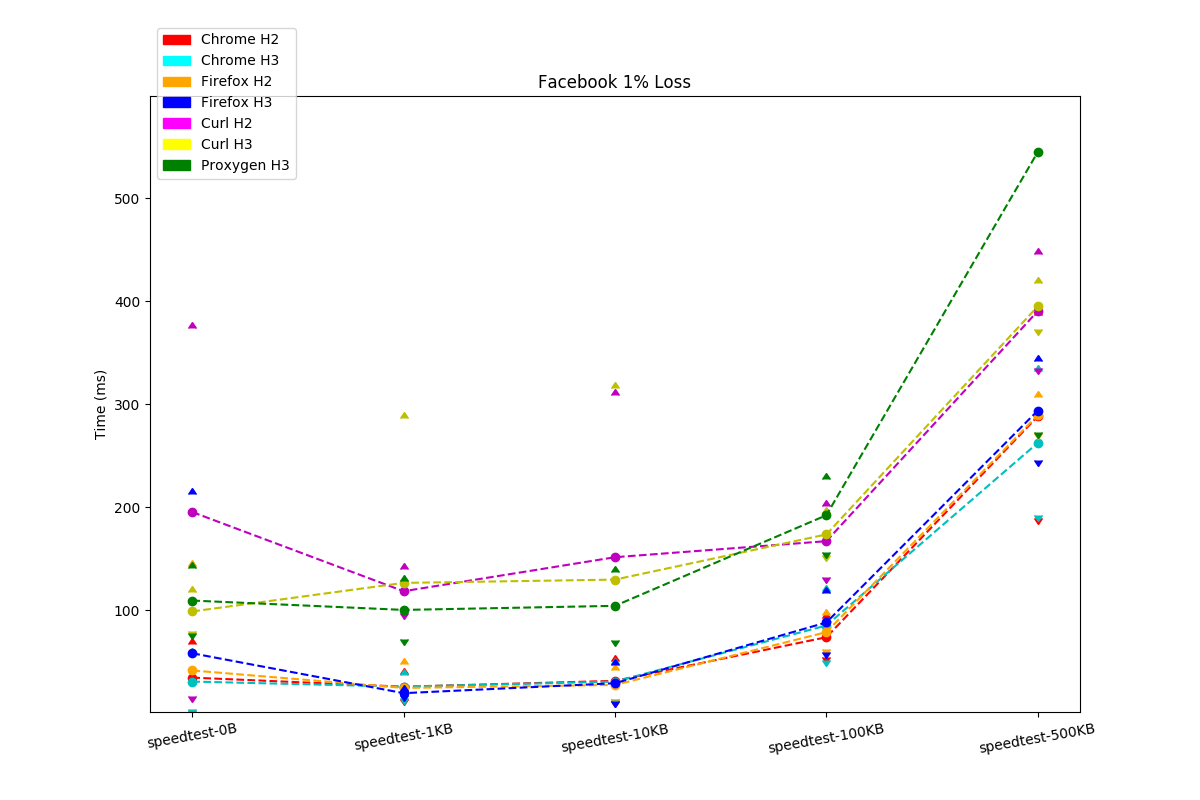 Chrome H2
Chrome H3
Firefox H2
Firefox H3
Curl H2
Curl H3
Proxygen H3
Facebook 1% Loss
Time (ms)
500
400
300
200
100
speedtest-0B
speedtest-1KB
speedtest-10KB
speedtest-100KB
speedtest-500KB